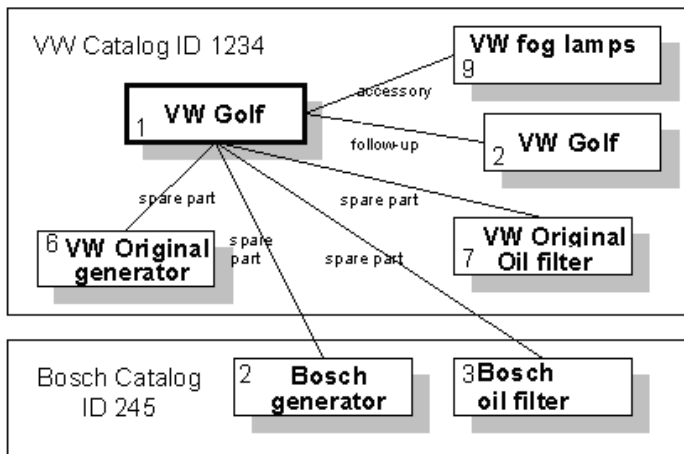 VW Catalog ID 1234
VW fog lamps
9
accessory
VW Golf
1
follow-up
VW Golf
2
spare part
spare part
6 VW Original
generator
spare
part
spare part
VW Original
7 Oil filter
Bosch Catalog
ID 245
2 Bosch
generator
3 Bosch
oil filter